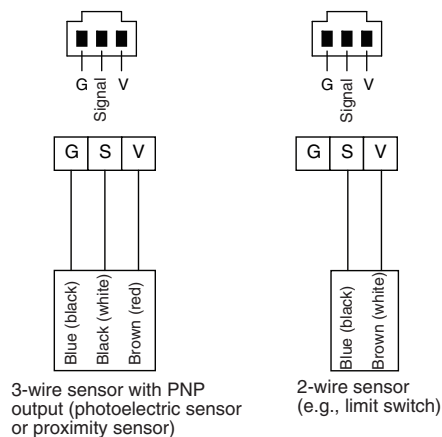 G Signal V
G Signal V
G S V
G S V
Blue (black)
Black (white)
Brown (red)
Blue (black)
Brown (white)
3-wire sensor with PNP
output (photoelectric sensor
or proximity sensor)
2-wire sensor
(e.g., limit switch)